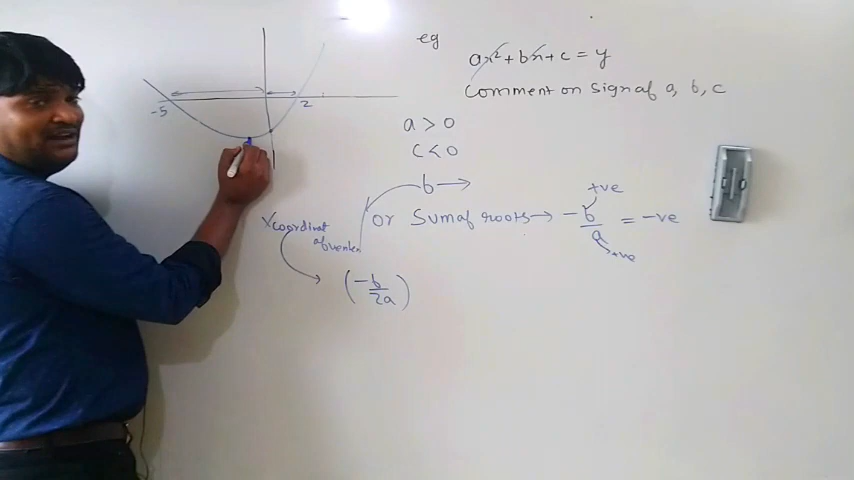 eg
ax² + bx + c = y
Comment on sign of a, b, c
-5
2
a > 0
c < 0
b →
+ve
X coordinat
of vertex
Or Sum of roots → -b/a = -ve
+ve
(-b/2a)